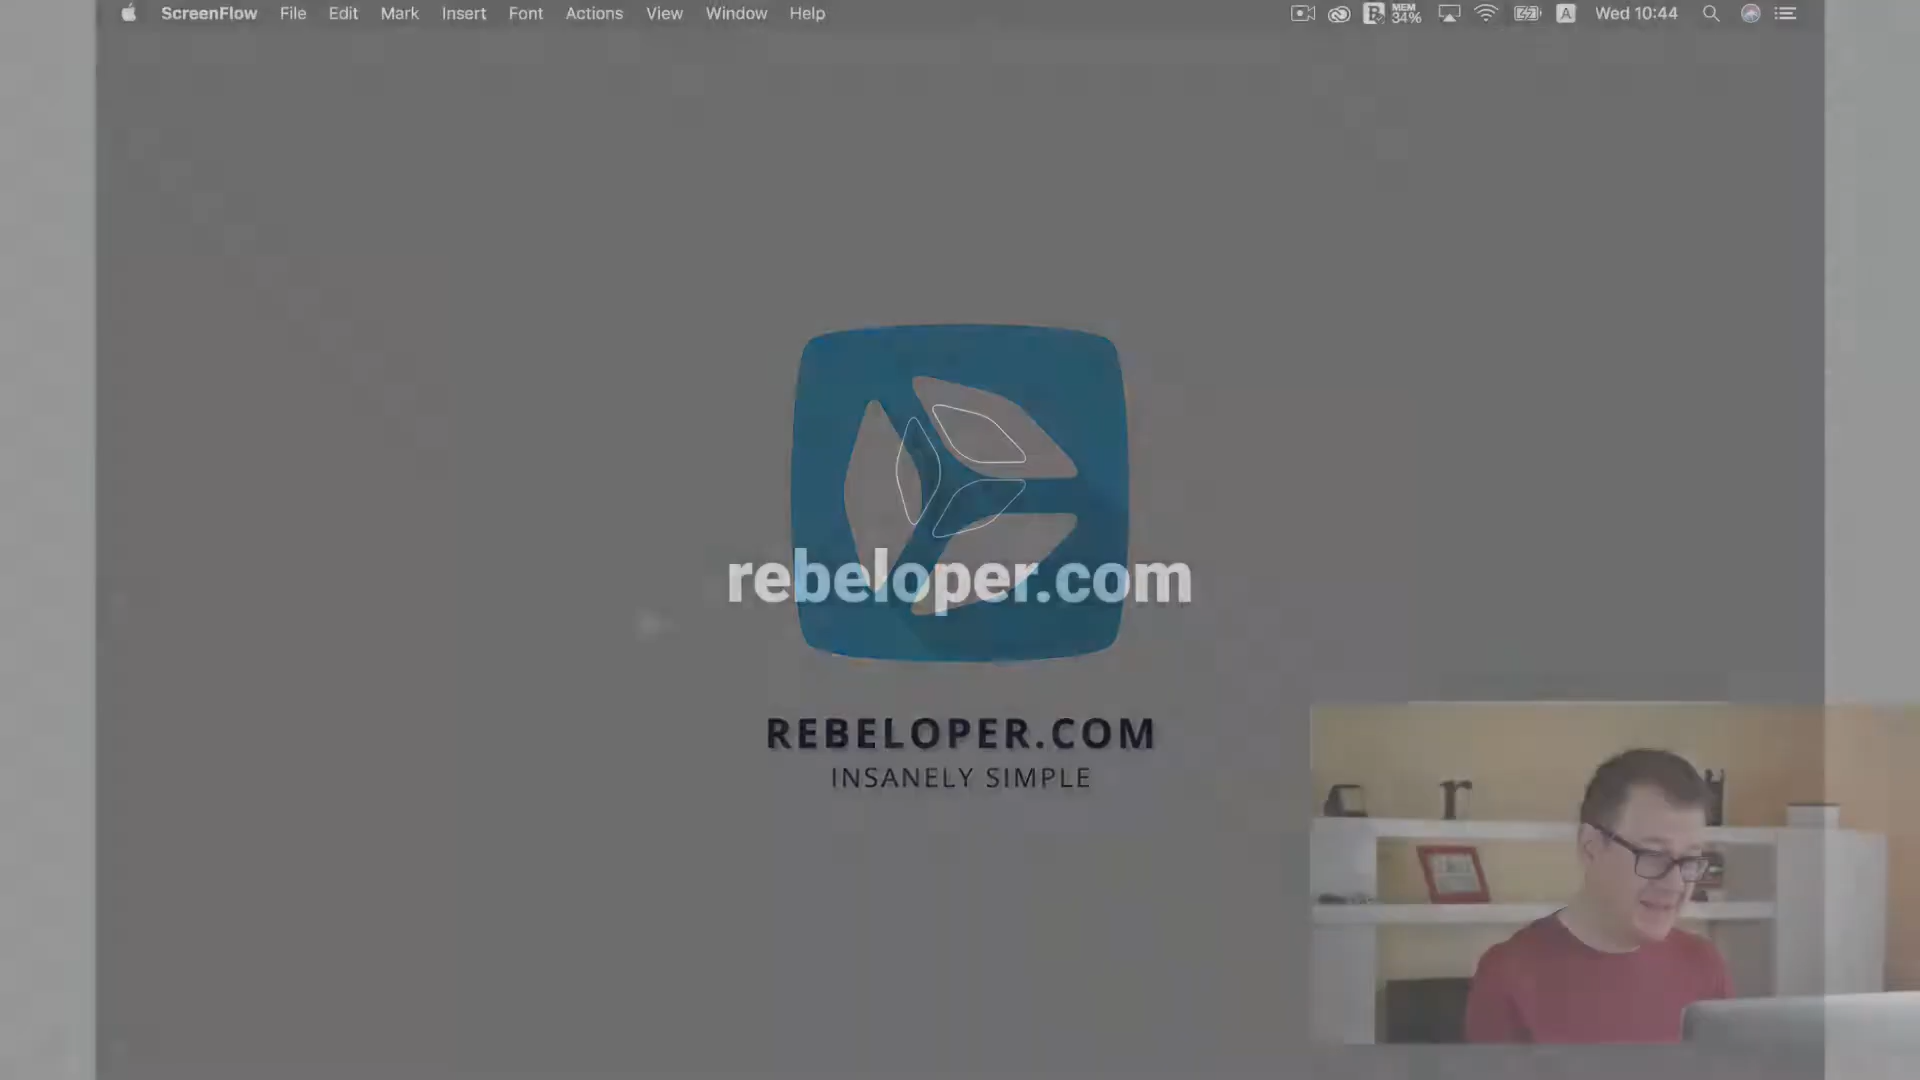 ScreenFlow File Edit Mark Insert Font Actions View Window Help MEM 34% A Wed 10:44
rebeloper.com
REBELOPER.COM
INSANELY SIMPLE
r